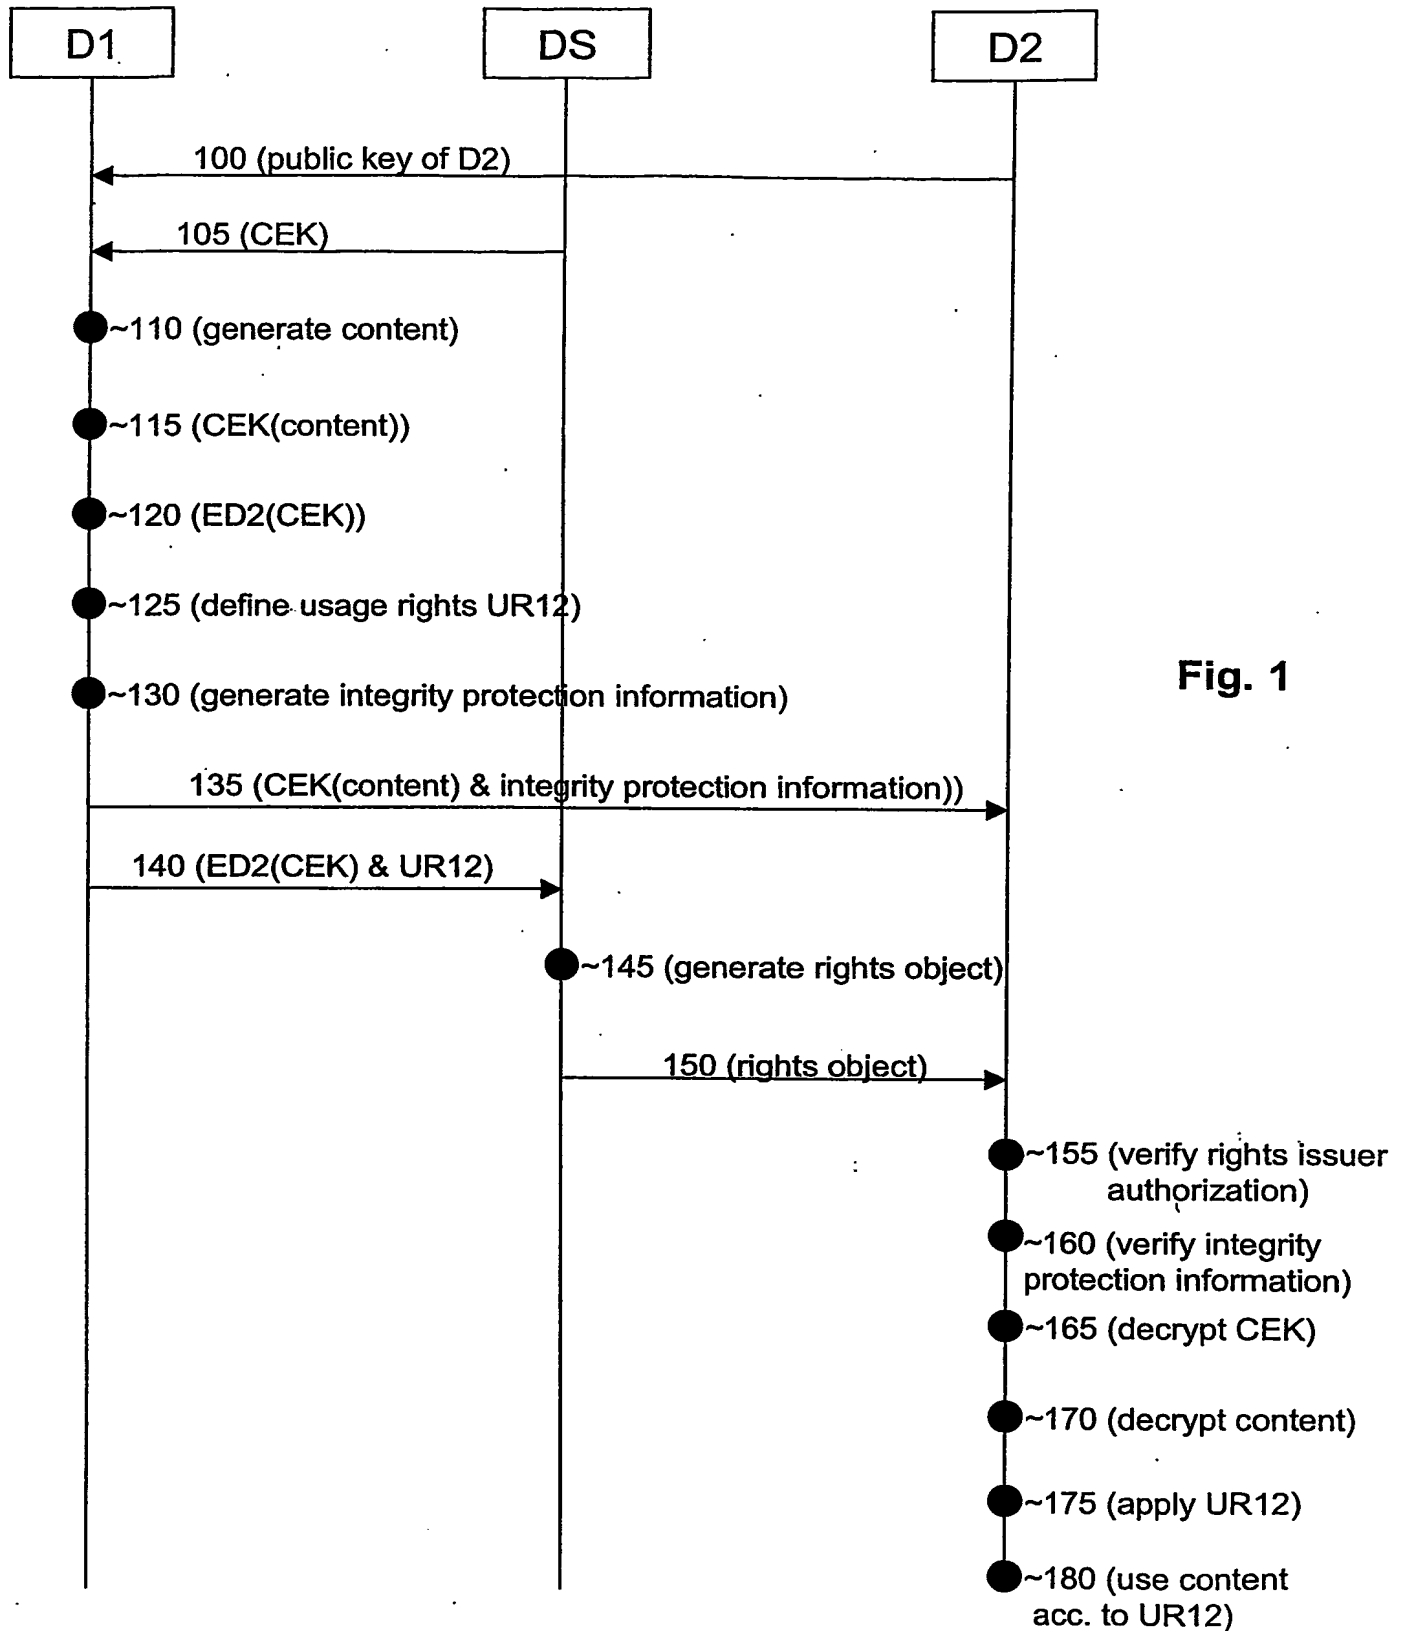 D1
DS
D2
100 (public key of D2)
105 (CEK)
~110 (generate content)
~115 (CEK(content))
~120 (ED2(CEK))
~125 (define usage rights UR12)
~130 (generate integrity protection information)
Fig. 1
135 (CEK(content) & integrity protection information))
140 (ED2(CEK) & UR12)
~145 (generate rights object)
150 (rights object)
~155 (verify rights issuer
authorization)
~160 (verify integrity
protection information)
~165 (decrypt CEK)
~170 (decrypt content)
~175 (apply UR12)
~180 (use content
acc. to UR12)